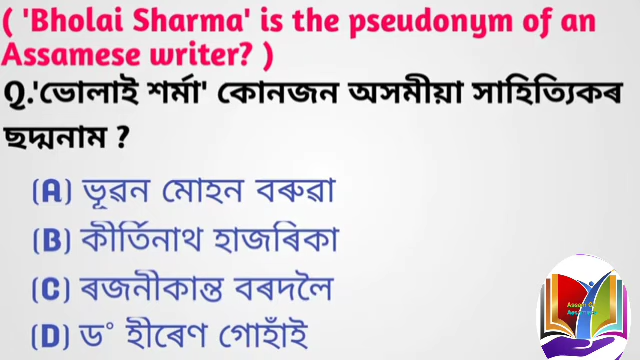 ( 'Bholai Sharma' is the pseudonym of an
Assamese writer? )
Q.'ভোলাই শৰ্মা' কোনজন অসমীয়া সাহিত্যিকৰ
ছদ্মনাম ?
(A) ভূৱন মোহন বৰুৱা
(B) কীৰ্তিনাথ হাজৰিকা
(C) ৰজনীকান্ত বৰদলৈ
(D) ড° হীৰেণ গোহাঁই